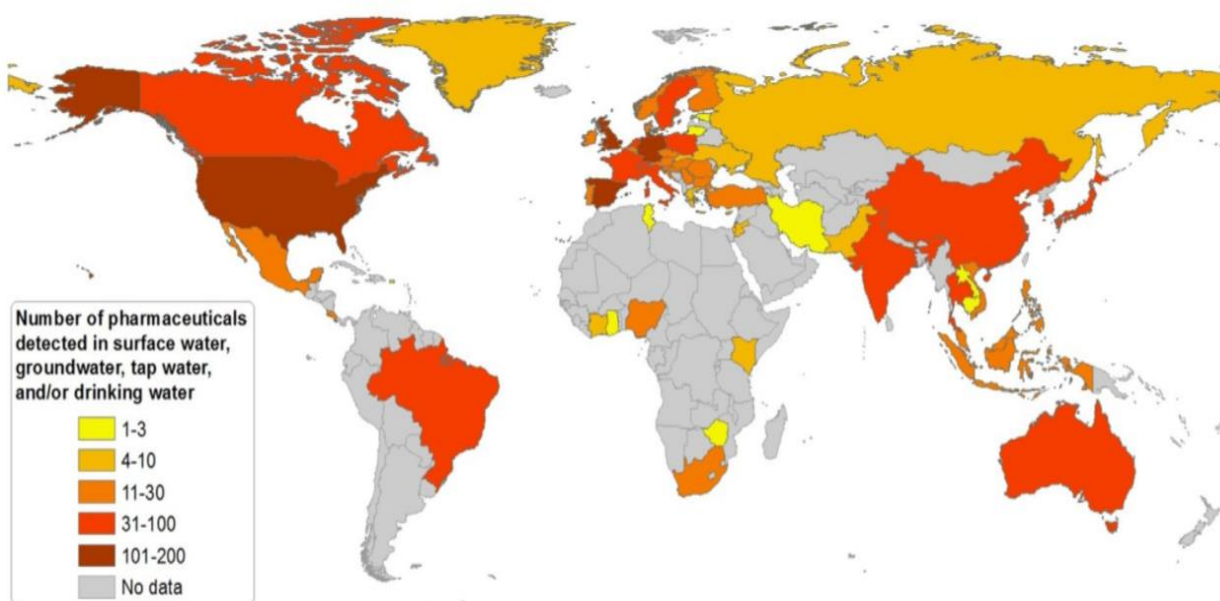 Number of pharmaceuticals
detected in surface water,
groundwater, tap water,
and/or drinking water
1-3
4-10
11-30
31-100
101-200
No data